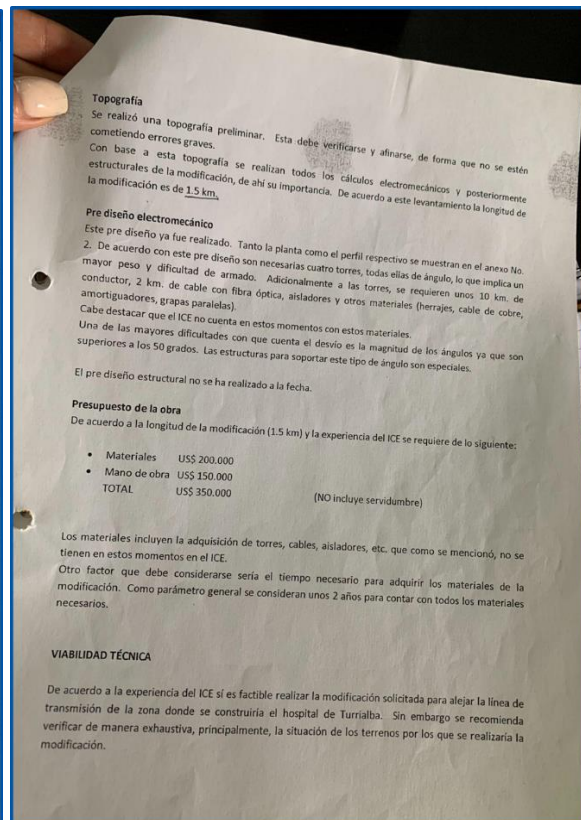 Topografía
Se realizó una topografía preliminar. Esta debe verificarse y afinarse, de forma que no se estén
cometiendo errores graves.
Con base a esta topografía se realizan todos los cálculos electromecánicos y posteriormente
estructurales de la modificación, de ahí su importancia. De acuerdo a este levantamiento la longitud de
la modificación es de 1.5 km.
Pre diseño electromecánico
Este pre diseño ya fue realizado. Tanto la planta como el perfil respectivo se muestran en el anexo No.
2. De acuerdo con este pre diseño son necesarias cuatro torres, todas ellas de ángulo, lo que implica un
mayor peso y dificultad de armado. Adicionalmente a las torres, se requieren unos 10 km. de
conductor, 2 km. de cable con fibra óptica, aisladores y otros materiales (herrajes, cable de cobre,
amortiguadores, grapas paralelas).
Cabe destacar que el ICE no cuenta en estos momentos con estos materiales.
Una de las mayores dificultades con que cuenta el desvío es la magnitud de los ángulos ya que son
superiores a los 50 grados. Las estructuras para soportar este tipo de ángulo son especiales.
El pre diseño estructural no se ha realizado a la fecha.
Presupuesto de la obra
De acuerdo a la longitud de la modificación (1.5 km) y la experiencia del ICE se requiere de lo siguiente:
• Materiales US$ 200.000
• Mano de obra US$ 150.000
TOTAL US$ 350.000 (NO incluye servidumbre)
Los materiales incluyen la adquisición de torres, cables, aisladores, etc. que como se mencionó, no se
tienen en estos momentos en el ICE.
Otro factor que debe considerarse sería el tiempo necesario para adquirir los materiales de la
modificación. Como parámetro general se consideran unos 2 años para contar con todos los materiales
necesarios.
VIABILIDAD TÉCNICA
De acuerdo a la experiencia del ICE sí es factible realizar la modificación solicitada para alejar la línea de
transmisión de la zona donde se construiría el hospital de Turrialba. Sin embargo se recomienda
verificar de manera exhaustiva, principalmente, la situación de los terrenos por los que se realizaría la
modificación.